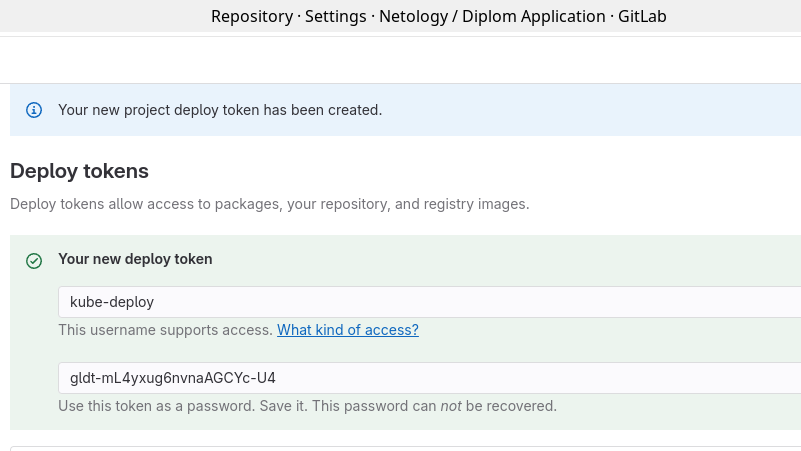 Repository · Settings · Netology / Diplom Application · GitLab
Your new project deploy token has been created.
Deploy tokens
Deploy tokens allow access to packages, your repository, and registry images.
Your new deploy token
kube-deploy
This username supports access. What kind of access?
gldt-mL4yxug6nvnaAGCYc-U4
Use this token as a password. Save it. This password can not be recovered.